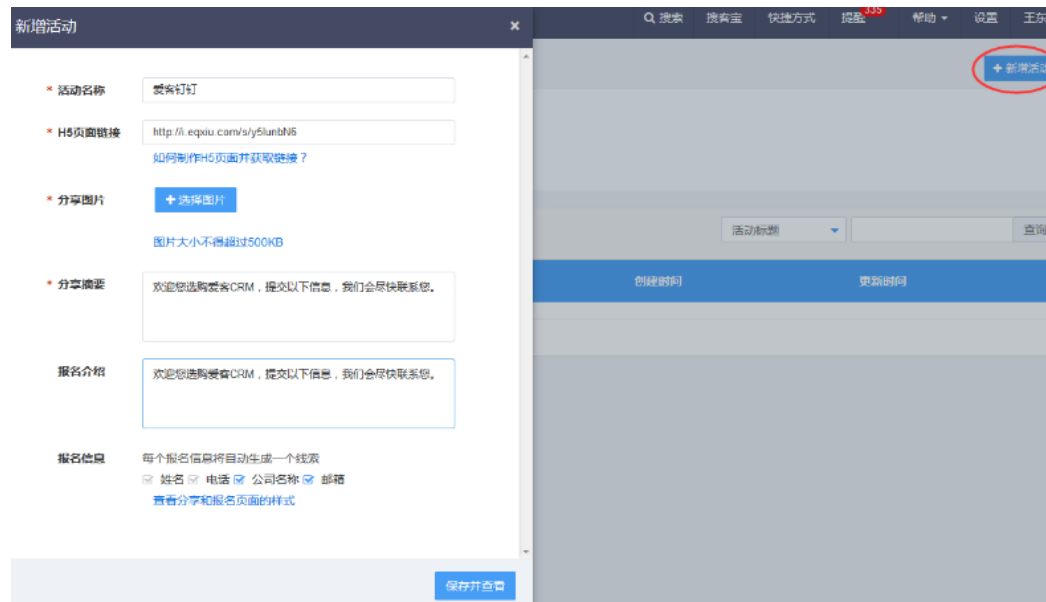 新增活动
×
搜索
搜客宝
快捷方式
提醒
335
帮助
设置
王东
+ 新增活动
* 活动名称
爱客钉钉
* H5页面链接
http://i.eqxiu.com/s/y5lunbN6
如何制作H5页面并获取链接？
* 分享图片
+ 选择图片
图片大小不得超过500KB
活动标题
查询
* 分享摘要
欢迎您选购爱客CRM，提交以下信息，我们会尽快联系您。
创建时间
更新时间
报名介绍
欢迎您选购爱客CRM，提交以下信息，我们会尽快联系您。
报名信息
每个报名信息将自动生成一个线索
姓名 电话 公司名称 邮箱
查看分享和报名页面的样式
保存并查看